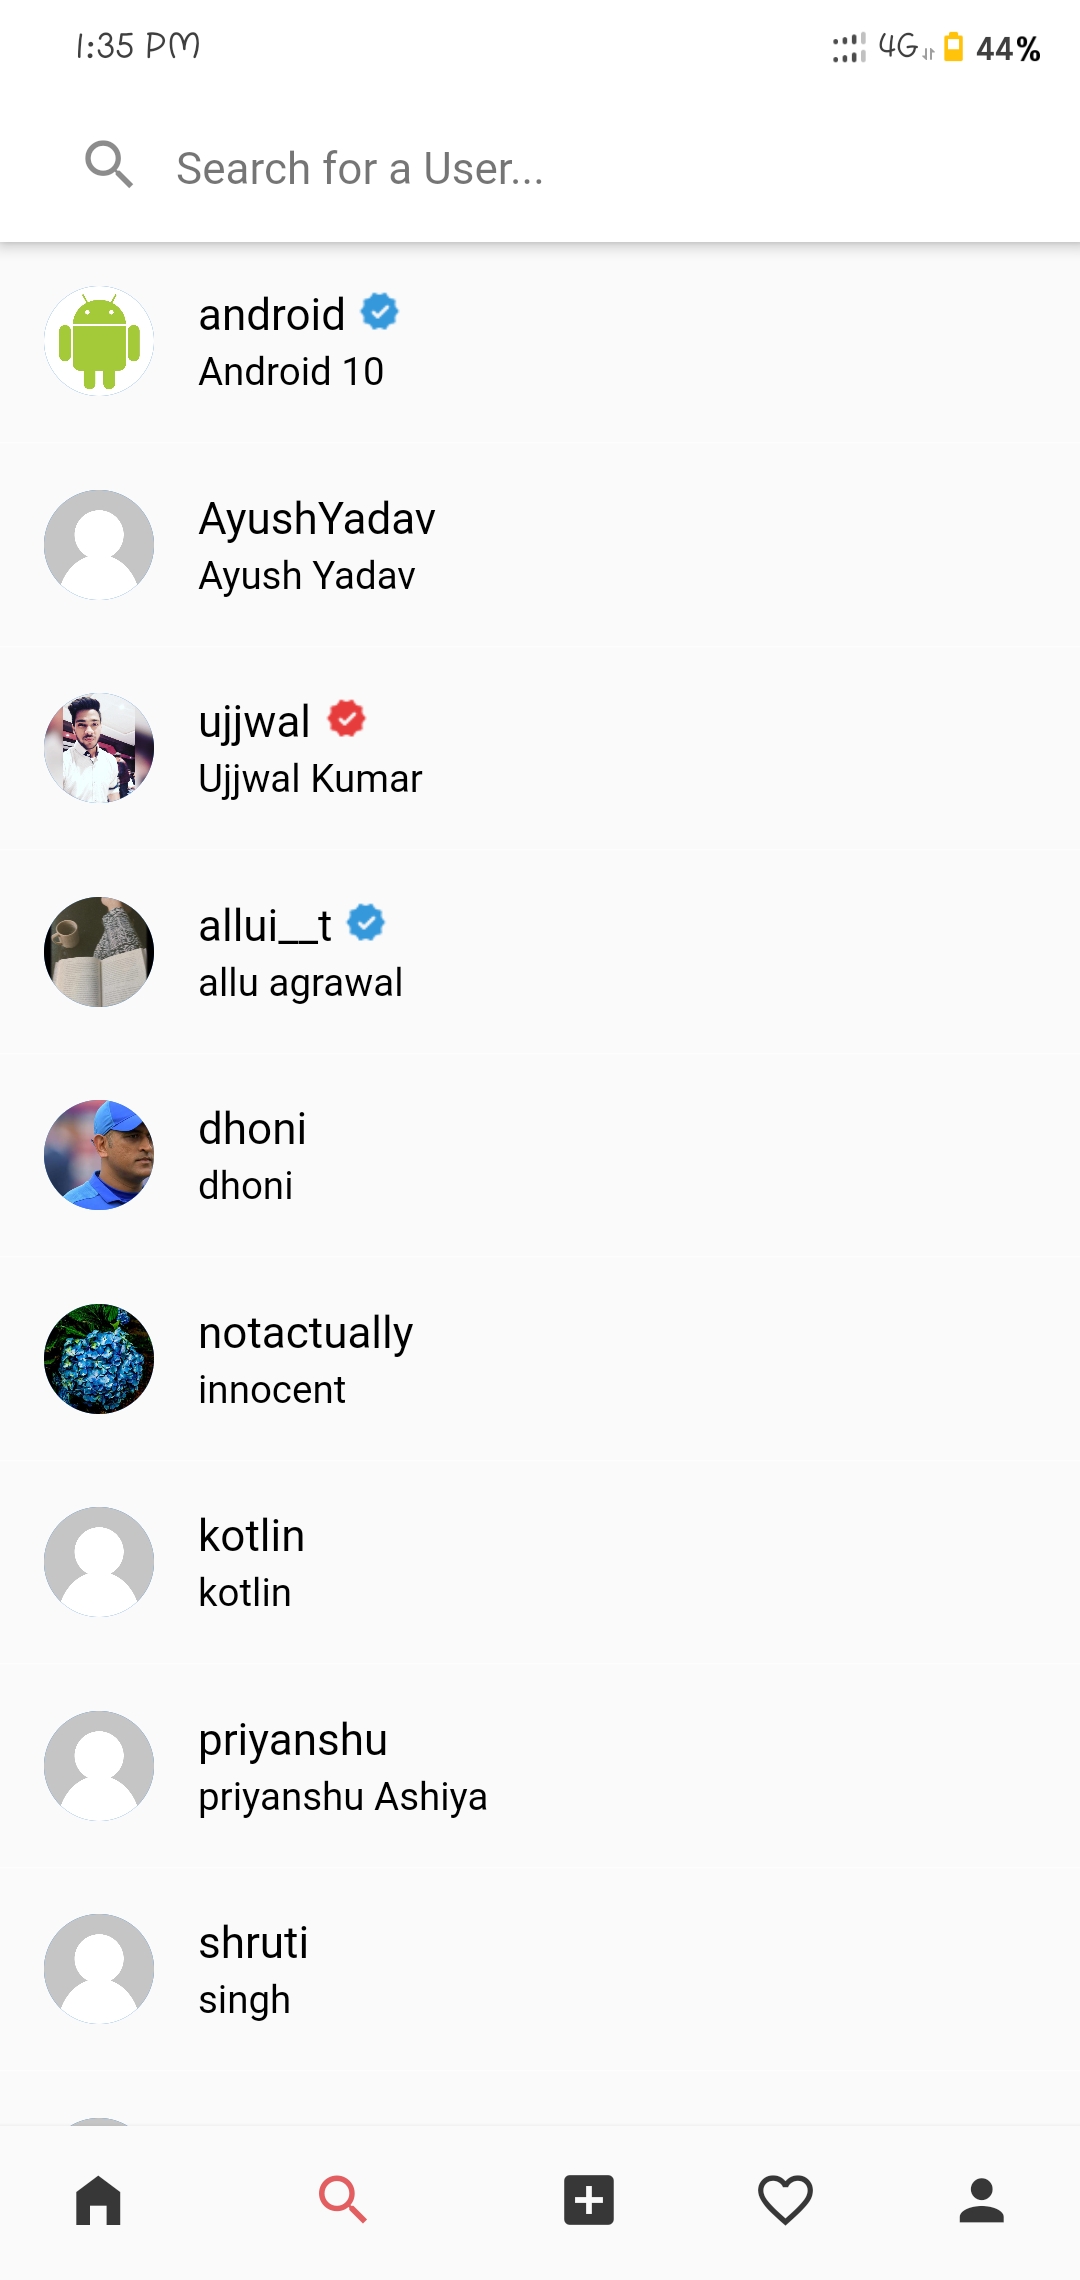 1:35 PM
4G 44%
Search for a User...
android
Android 10
AyushYadav
Ayush Yadav
ujjwal
Ujjwal Kumar
allui__t
allu agrawal
dhoni
dhoni
notactually
innocent
kotlin
kotlin
priyanshu
priyanshu Ashiya
shruti
singh